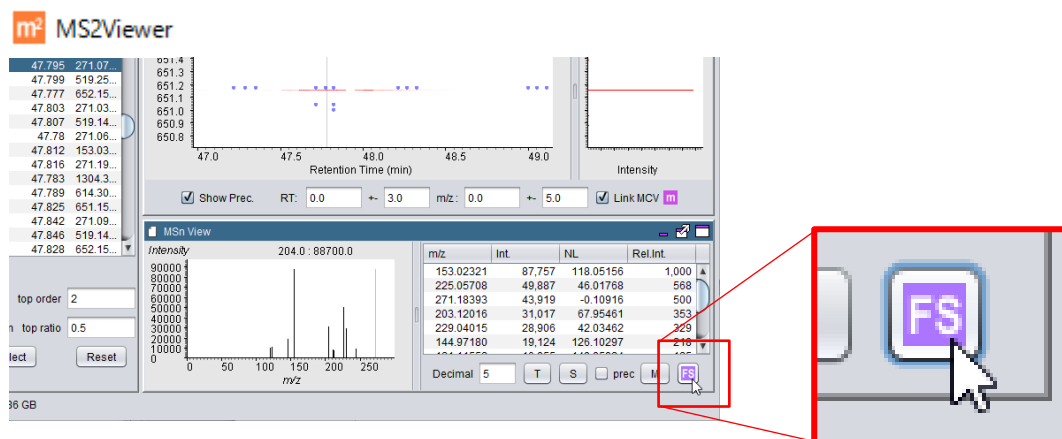 m² MS2Viewer
47.795 271.07...
47.799 519.25...
47.777 652.15...
47.803 271.03...
47.807 519.14...
47.78 271.06...
47.812 153.03...
47.816 271.19...
47.783 1304.3...
47.789 614.30...
47.825 651.15...
47.842 271.09...
47.846 519.14...
47.828 652.15...
top order 2
top ratio 0.5
lect Reset
36 GB
651.4
651.3
651.2
651.1
651.0
650.9
650.8
47.0 47.5 48.0 48.5 49.0
Retention Time (min)
Intensity
Show Prec. RT: 0.0 +- 3.0 m/z: 0.0 +- 5.0 Link MCV m
MSn View
Intensity 204.0 : 88700.0
90000
80000
70000
60000
50000
40000
30000
20000
10000
0
0 50 100 150 200 250
m/z
m/z Int. NL Rel.Int.
153.02321 87,757 118.05156 1,000
225.05708 49,887 46.01768 568
271.18393 43,919 -0.10916 500
203.12016 31,017 67.95461 353
229.04015 28,906 42.03462 329
144.97180 19,124 126.10297 218
Decimal 5 T S prec M FS
FS